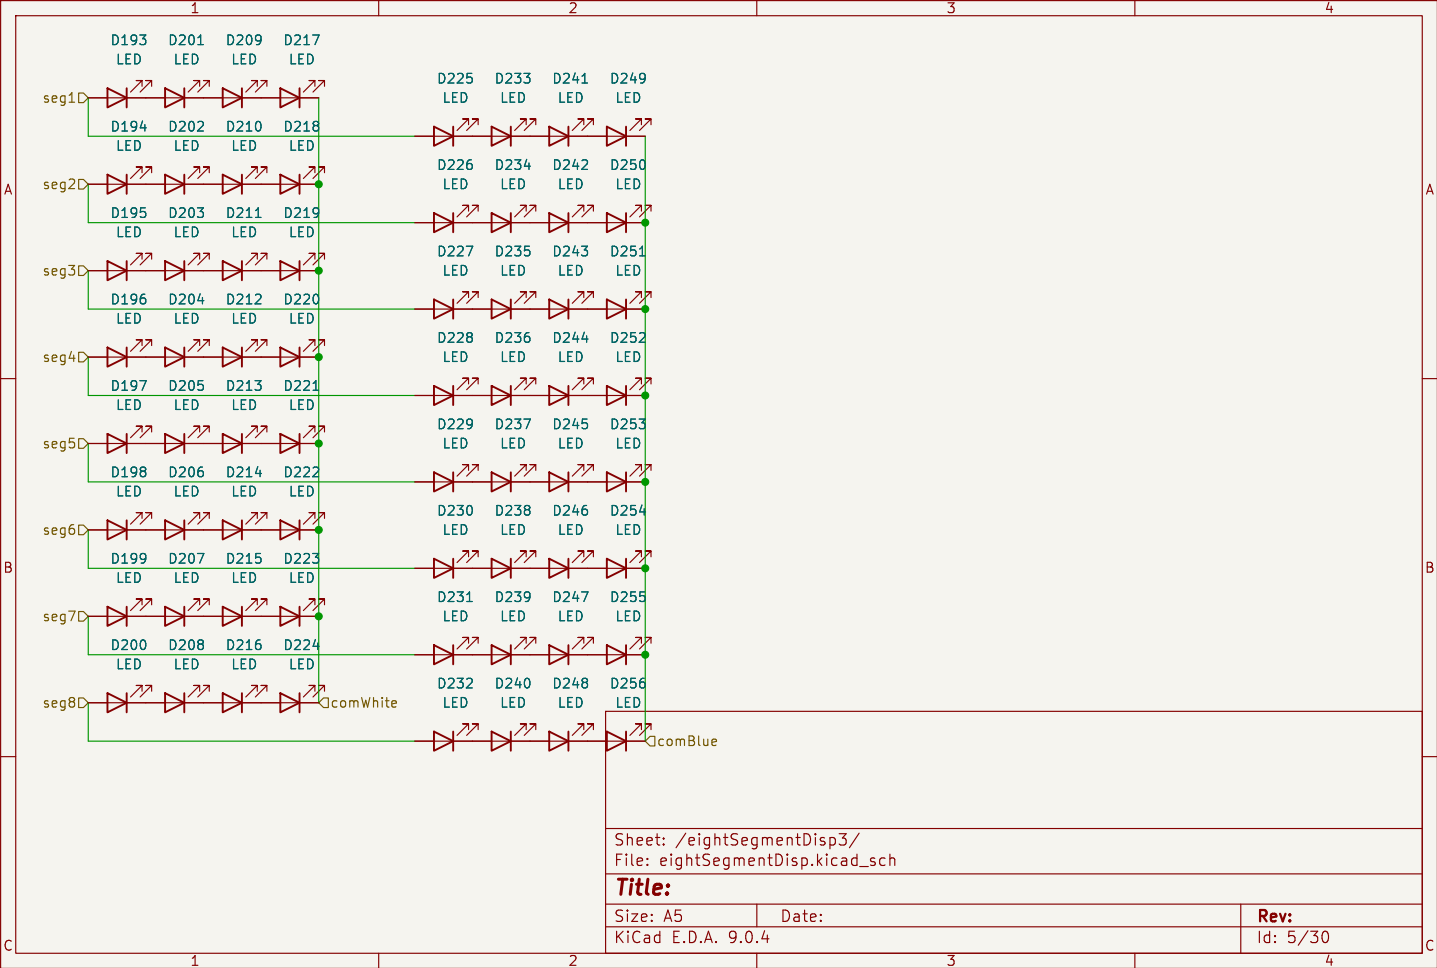 1 2 3 4
D193 D201 D209 D217
LED LED LED LED
D225 D233 D241 D249
seg1 LED LED LED LED
D194 D202 D210 D218
LED LED LED LED
D226 D234 D242 D250
seg2 LED LED LED LED
A A
D195 D203 D211 D219
LED LED LED LED
D227 D235 D243 D251
seg3 LED LED LED LED
D196 D204 D212 D220
LED LED LED LED
D228 D236 D244 D252
seg4 LED LED LED LED
D197 D205 D213 D221
LED LED LED LED
D229 D237 D245 D253
seg5 LED LED LED LED
D198 D206 D214 D222
LED LED LED LED
D230 D238 D246 D254
seg6 LED LED LED LED
D199 D207 D215 D223
B B
LED LED LED LED
D231 D239 D247 D255
seg7 LED LED LED LED
D200 D208 D216 D224
LED LED LED LED
D232 D240 D248 D256
seg8 comWhite LED LED LED LED
comBlue
Sheet: /eightSegmentDisp3/
File: eightSegmentDisp.kicad_sch
Title:
Size: A5 Date: Rev:
KiCad E.D.A. 9.0.4 Id: 5/30
C C
1 2 3 4